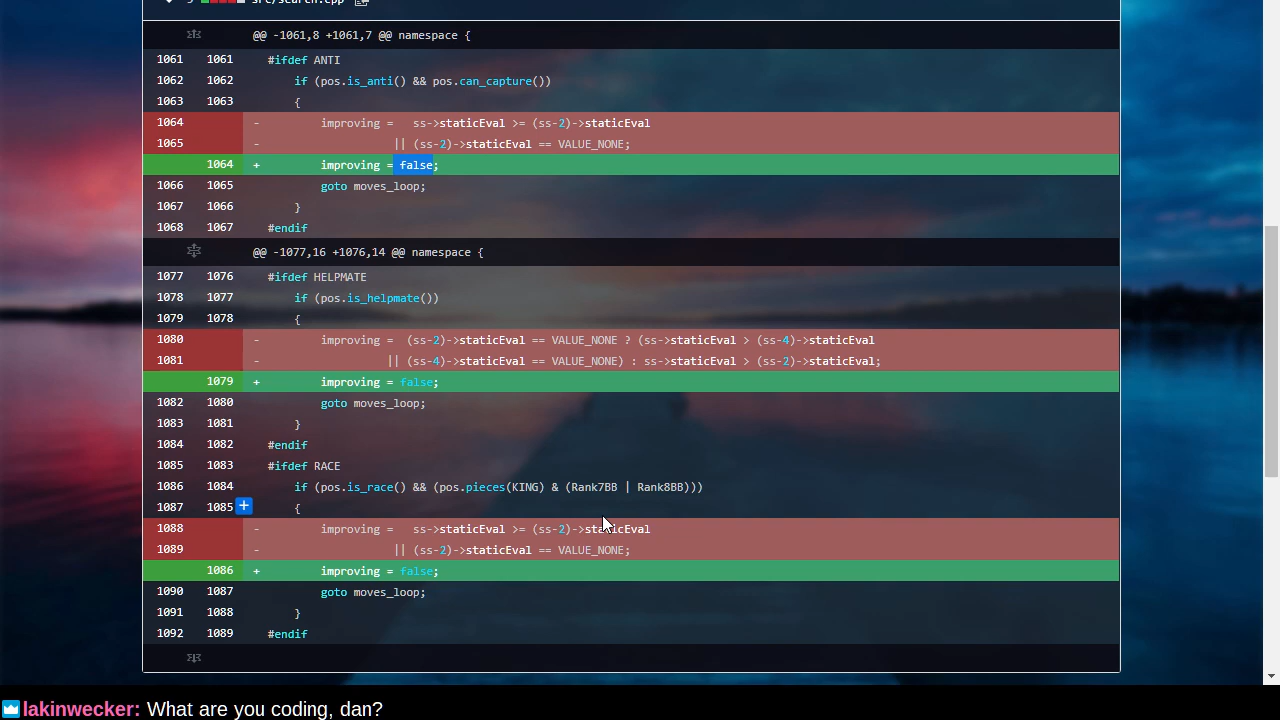 src/search.cpp
@@ -1061,8 +1061,7 @@ namespace {
1061 1061 #ifdef ANTI
1062 1062 if (pos.is_anti() && pos.can_capture())
1063 1063 {
1064 - improving =   ss->staticEval >= (ss-2)->staticEval
1065 - || (ss-2)->staticEval == VALUE_NONE;
1064 + improving = false;
1066 1065 goto moves_loop;
1067 1066 }
1068 1067 #endif
@@ -1077,16 +1076,14 @@ namespace {
1077 1076 #ifdef HELPMATE
1078 1077 if (pos.is_helpmate())
1079 1078 {
1080 - improving =  (ss-2)->staticEval == VALUE_NONE ? (ss->staticEval > (ss-4)->staticEval
1081 - || (ss-4)->staticEval == VALUE_NONE) : ss->staticEval > (ss-2)->staticEval;
1079 + improving = false;
1082 1080 goto moves_loop;
1083 1081 }
1084 1082 #endif
1085 1083 #ifdef RACE
1086 1084 if (pos.is_race() && (pos.pieces(KING) & (Rank7BB | Rank8BB)))
1087 1085 + {
1088 - improving =   ss->staticEval >= (ss-2)->staticEval
1089 - || (ss-2)->staticEval == VALUE_NONE;
1086 + improving = false;
1090 1087 goto moves_loop;
1091 1088 }
1092 1089 #endif
lakinwecker: What are you coding, dan?